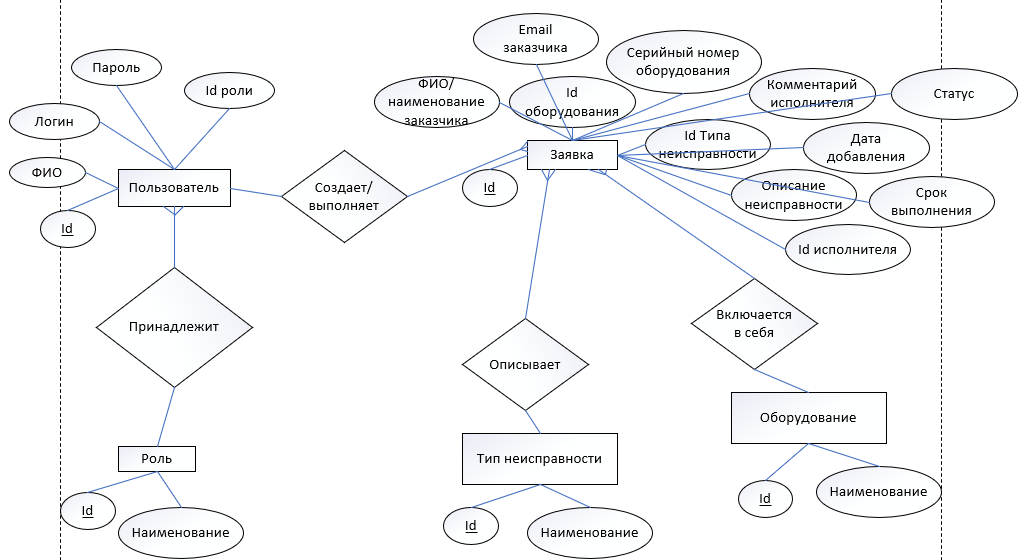 Email
заказчика
Серийный номер
оборудования
Пароль
Id роли
ФИО/
наименование
заказчика
Id
оборудования
Комментарий
исполнителя
Статус
Логин
Id Типа
неисправности
Дата
добавления
ФИО
Пользователь
Создает/
выполняет
Заявка
Id
Описание
неисправности
Срок
выполнения
Id
Id исполнителя
Принадлежит
Включается
в себя
Описывает
Оборудование
Роль
Тип неисправности
Id
Наименование
Id
Наименование
Id
Наименование